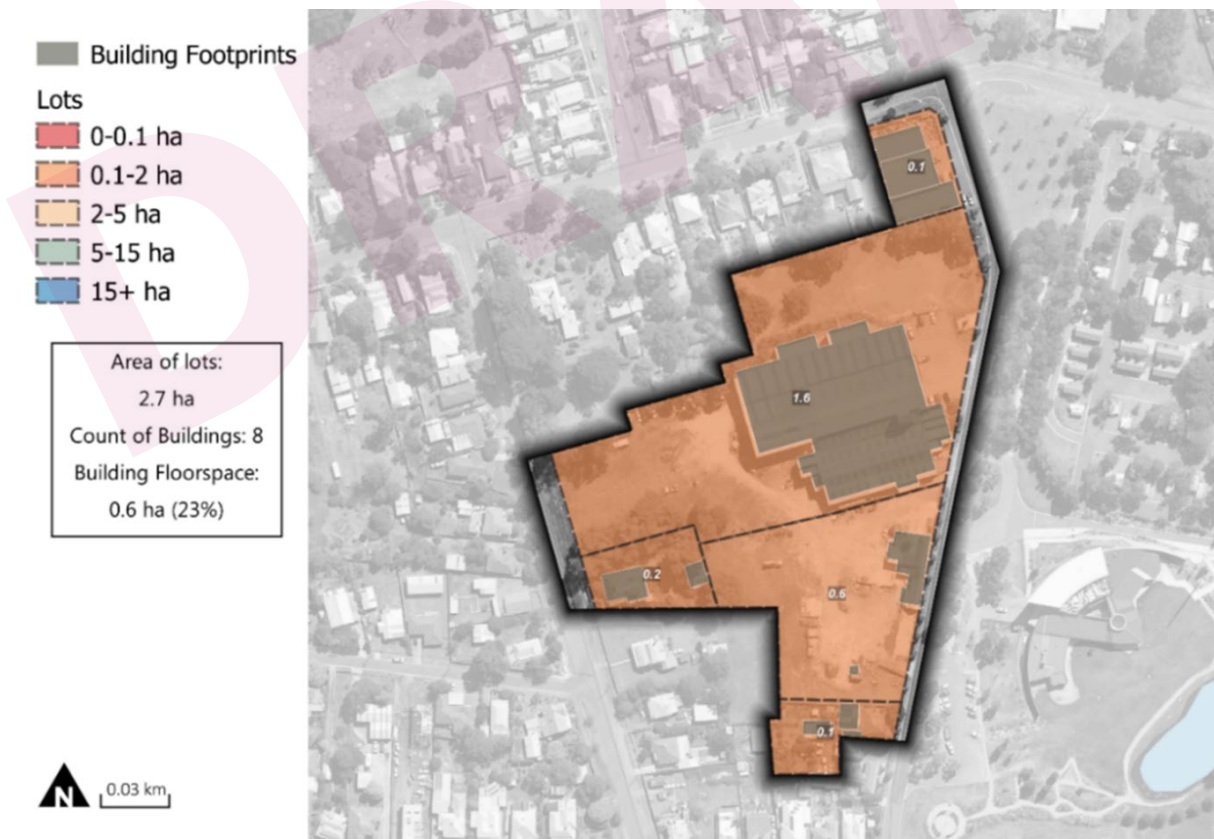 DRA
Building Footprints
Lots
0-0.1 ha
0.1-2 ha
2-5 ha
5-15 ha
15+ ha
Area of lots:
2.7 ha
Count of Buildings: 8
Building Floorspace:
0.6 ha (23%)
0.1
1.6
0.2
0.6
0.1
N
0.03 km